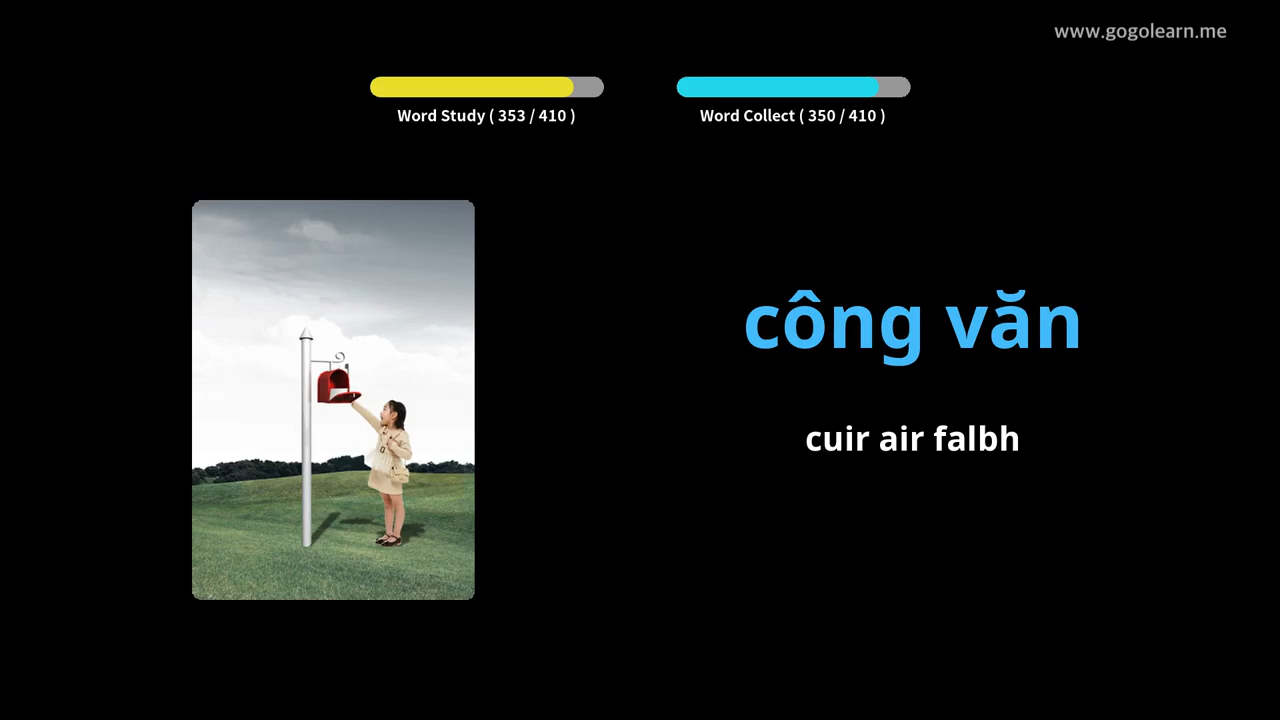 www.gogolearn.me
Word Study ( 353 / 410 )
Word Collect ( 350 / 410 )
công văn
cuir air falbh